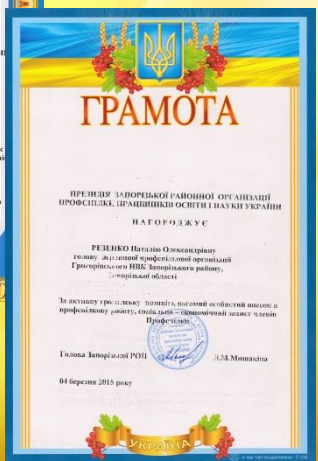 ГРАМОТА
ПРЕЗИДІЯ ЗАПОРІЗЬКОЇ РАЙОННОЇ ОРГАНІЗАЦІЇ
ПРОФСПІЛКИ ПРАЦІВНИКІВ ОСВІТИ І НАУКИ УКРАЇНИ
НАГОРОДЖУЄ
РЕЗЕНКО Наталію Олександрівну
голову первинної профспілкової організації
Григорівського НВК Запорізького району,
Запорізької області
За активну громадську позицію, вагомий особистий внесок в
профспілкову роботу, соціально – економічний захист членів
Профспілки
Голова Запорізької РОП
04 березня 2015 року
УКРАЇНА